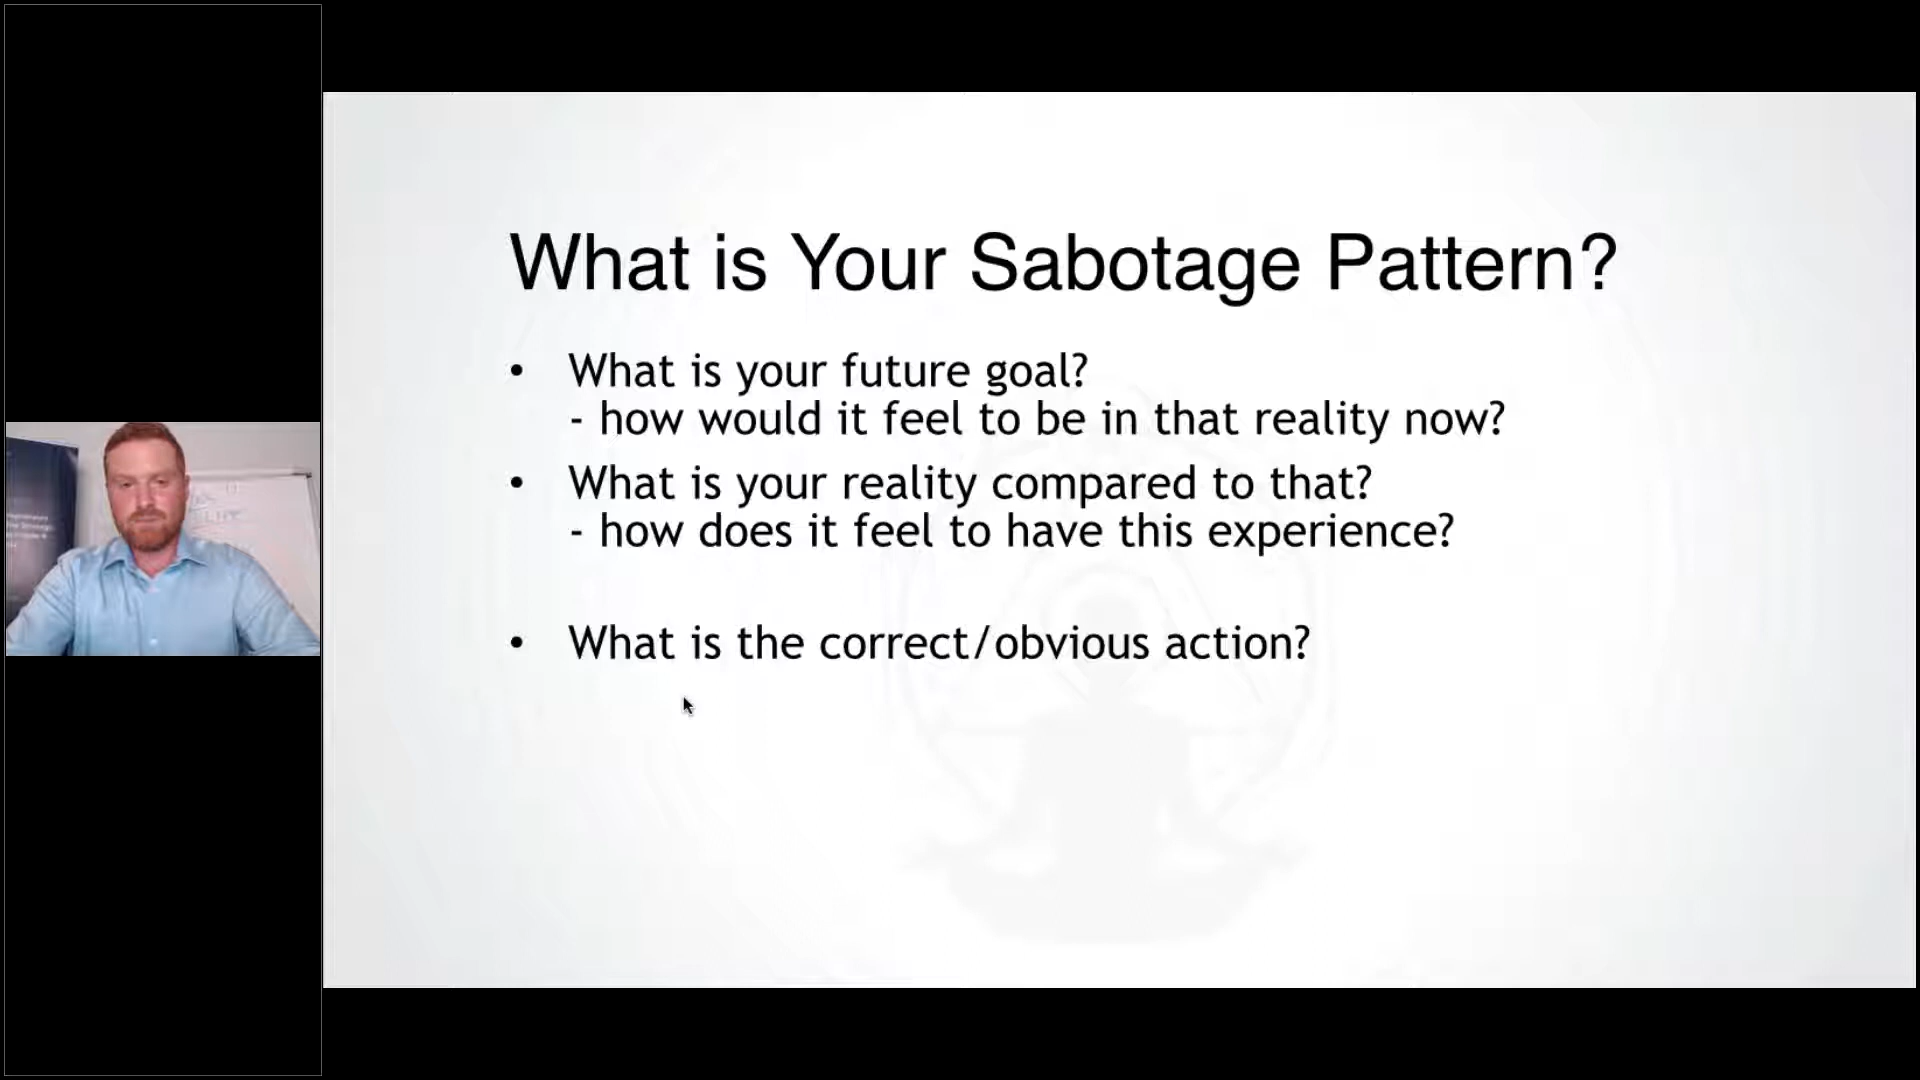 What is Your Sabotage Pattern?
• What is your future goal?
- how would it feel to be in that reality now?
• What is your reality compared to that?
- how does it feel to have this experience?
• What is the correct/obvious action?